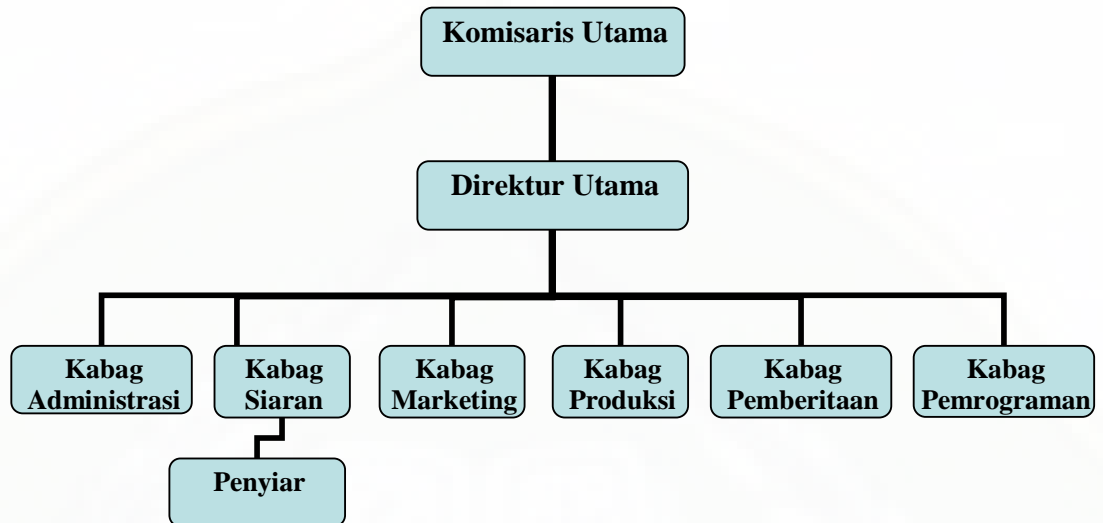 Komisaris Utama
Direktur Utama
Kabag
Administrasi
Kabag
Siaran
Kabag
Marketing
Kabag
Produksi
Kabag
Pemberitaan
Kabag
Pemrograman
Penyiar